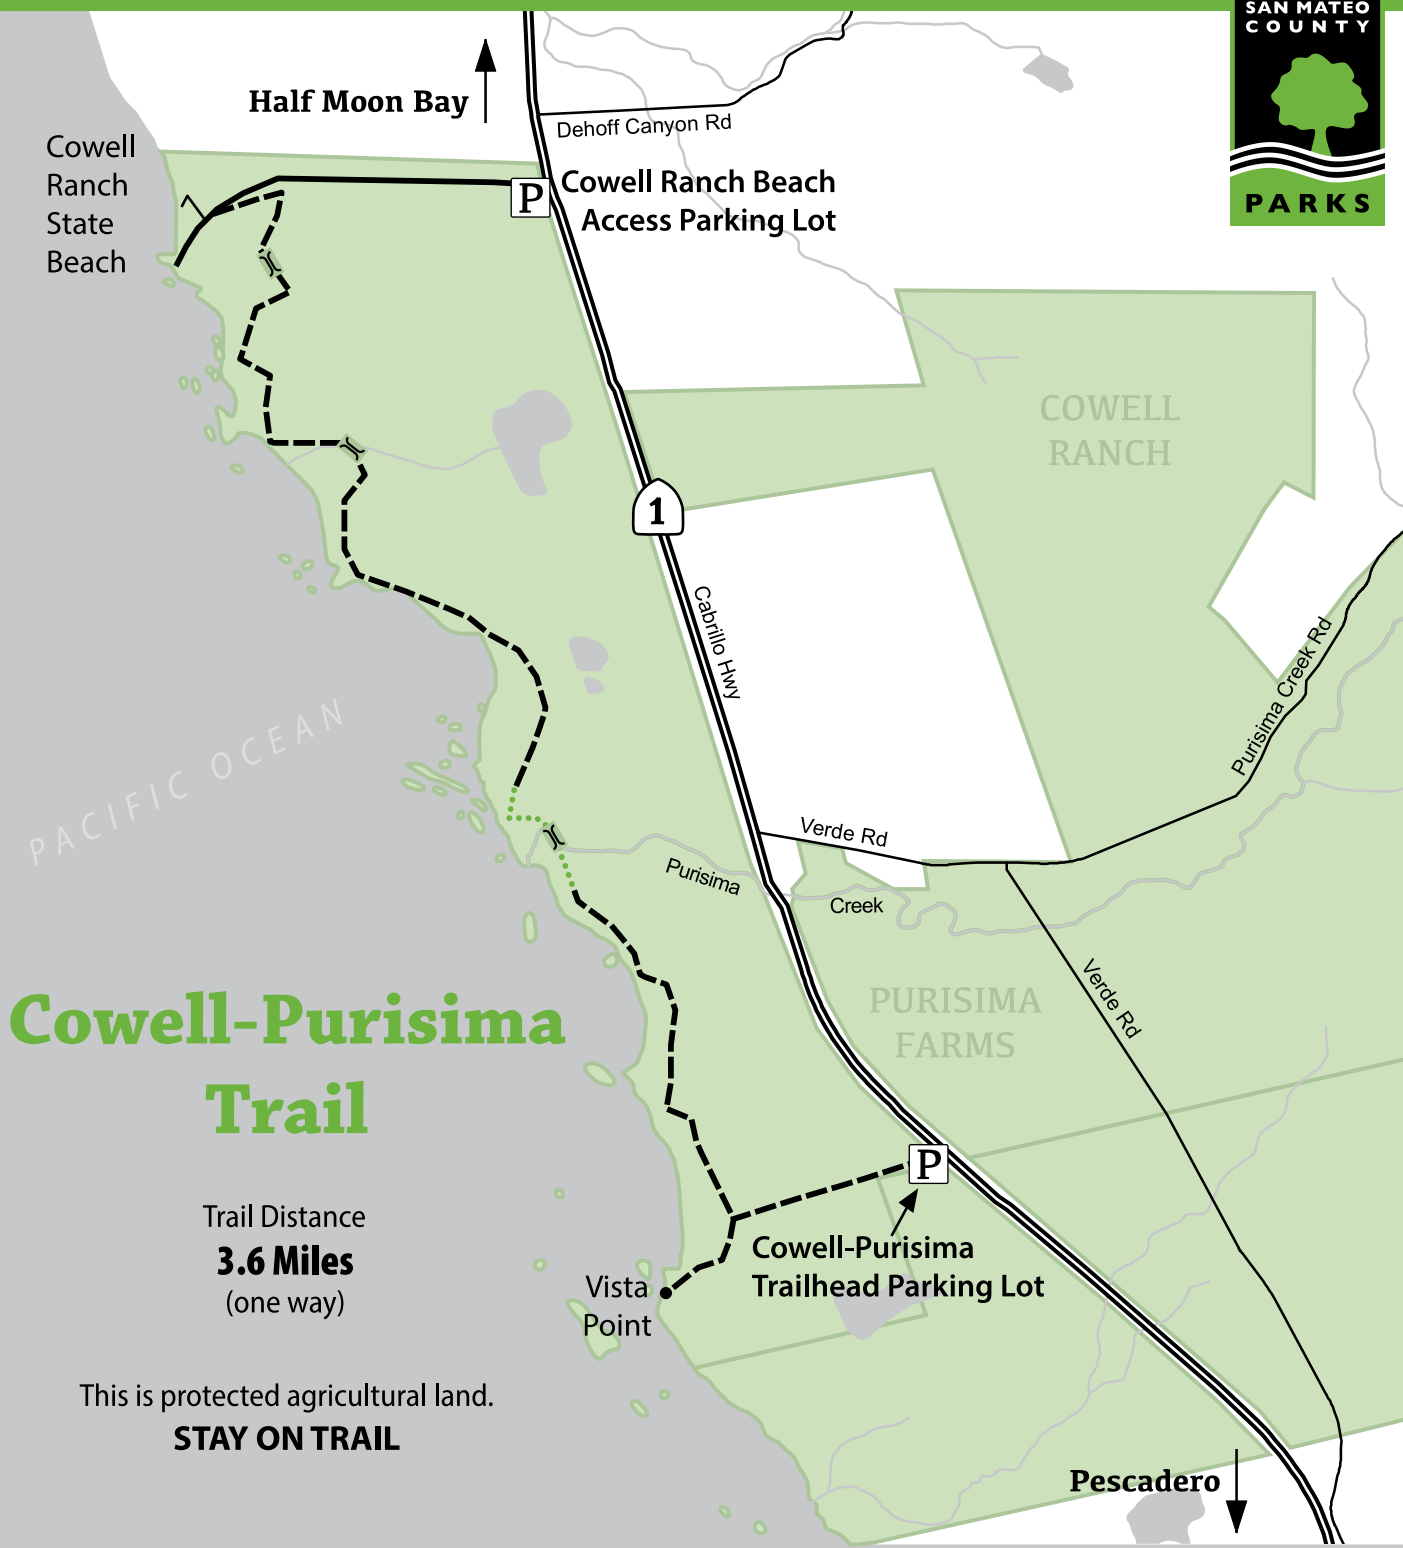 SAN MATEO
COUNTY
PARKS
Half Moon Bay
Dehoff Canyon Rd
Cowell
Ranch
State
Beach
P
Cowell Ranch Beach
Access Parking Lot
COWELL
RANCH
1
Cabrillo Hwy
Purisima Creek Rd
PACIFIC OCEAN
Verde Rd
Purisima
Creek
Verde Rd
PURISIMA
FARMS
Cowell-Purisima
Trail
P
Trail Distance
3.6 Miles
(one way)
Cowell-Purisima
Trailhead Parking Lot
Vista
Point
This is protected agricultural land.
STAY ON TRAIL
Pescadero